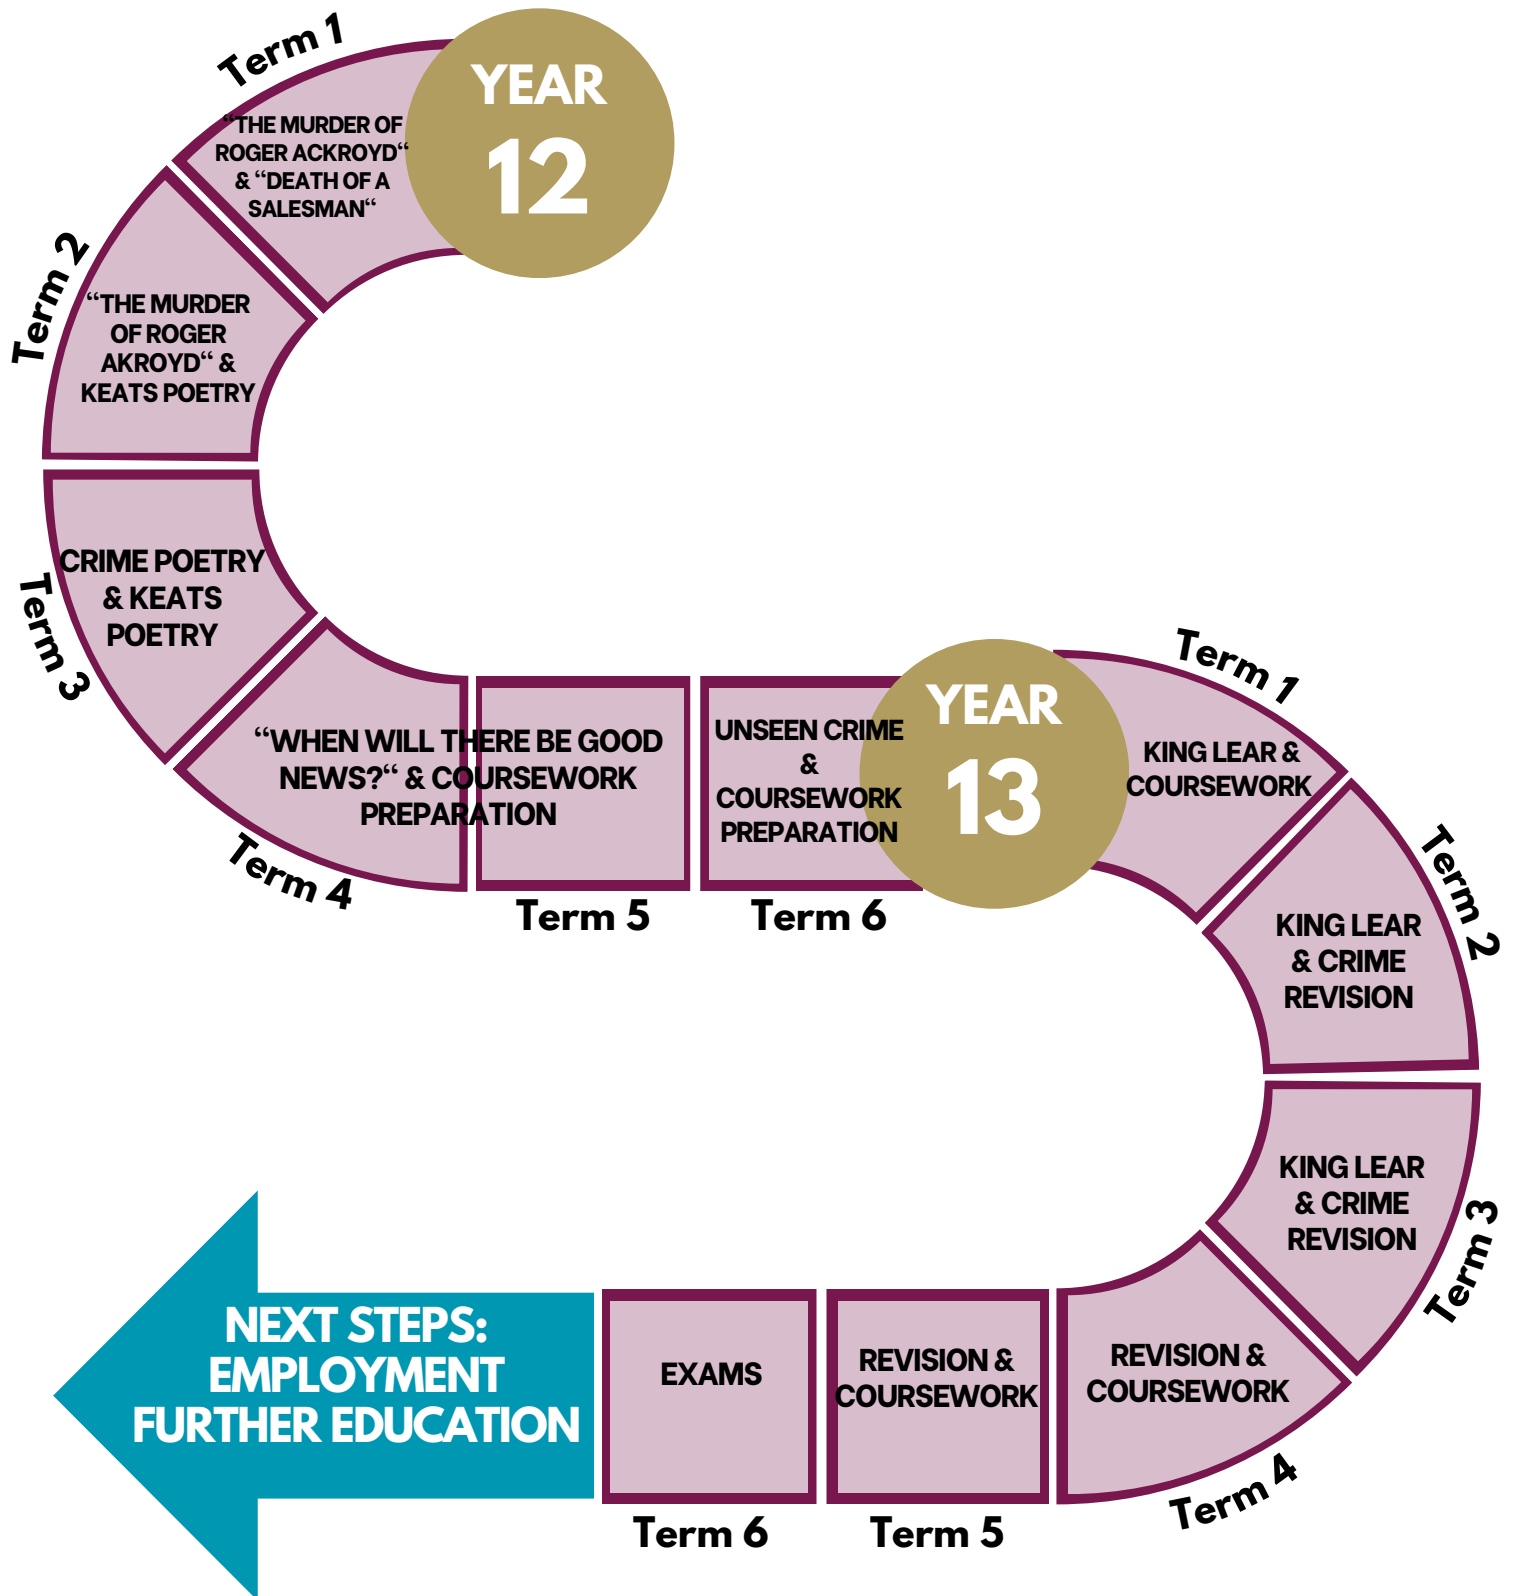 YEAR
12
Term 1
“THE MURDER OF
ROGER ACKROYD“
& “DEATH OF A
SALESMAN“
Term 2
“THE MURDER
OF ROGER
AKROYD“ &
KEATS POETRY
Term 3
CRIME POETRY
& KEATS
POETRY
Term 4
“WHEN WILL THERE BE GOOD
NEWS?“ & COURSEWORK
PREPARATION
Term 5
UNSEEN CRIME
&
COURSEWORK
PREPARATION
Term 6
YEAR
13
Term 1
KING LEAR &
COURSEWORK
Term 2
KING LEAR
& CRIME
REVISION
Term 3
KING LEAR
& CRIME
REVISION
Term 4
REVISION &
COURSEWORK
Term 5
REVISION &
COURSEWORK
Term 6
EXAMS
NEXT STEPS:
EMPLOYMENT
FURTHER EDUCATION